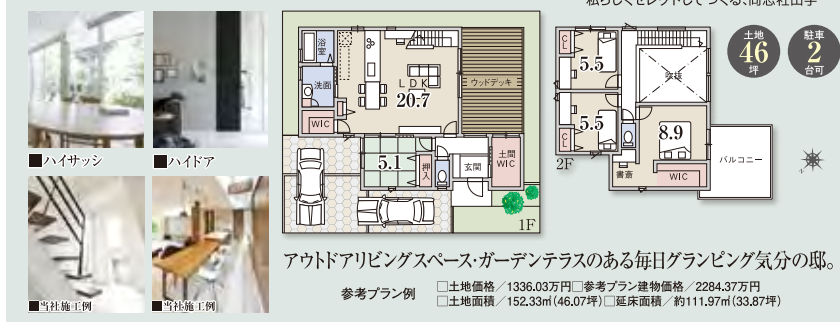 私らしくセレクトしてつくる、同志社山手
土地
46
坪
駐車
2
台可
浴室
洗面
WIC
LDK
20.7
ウッドデッキ
5.1
押入
玄関
土間
WIC
1F
CL
5.5
吹抜
5.5
CL
8.9
2F
書斎
WIC
バルコニー
■ハイサッシ
■ハイドア
■当社施工例
■当社施工例
アウトドアリビングスペース・ガーデンテラスのある毎日グランピング気分の邸。
参考プラン例
□土地価格／1336.03万円□参考プラン建物価格／2284.37万円
□土地面積／152.33㎡(46.07坪)□延床面積／約111.97㎡(33.87坪)